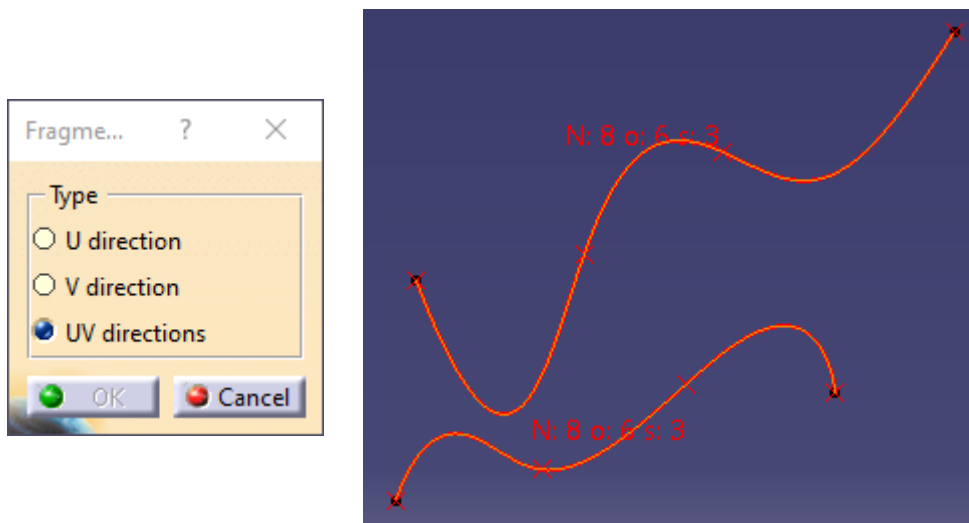 Fragme... ?
Type
U direction
V direction
UV directions
OK Cancel
N: 8 o: 6 s: 3
N: 8 o: 6 s: 3